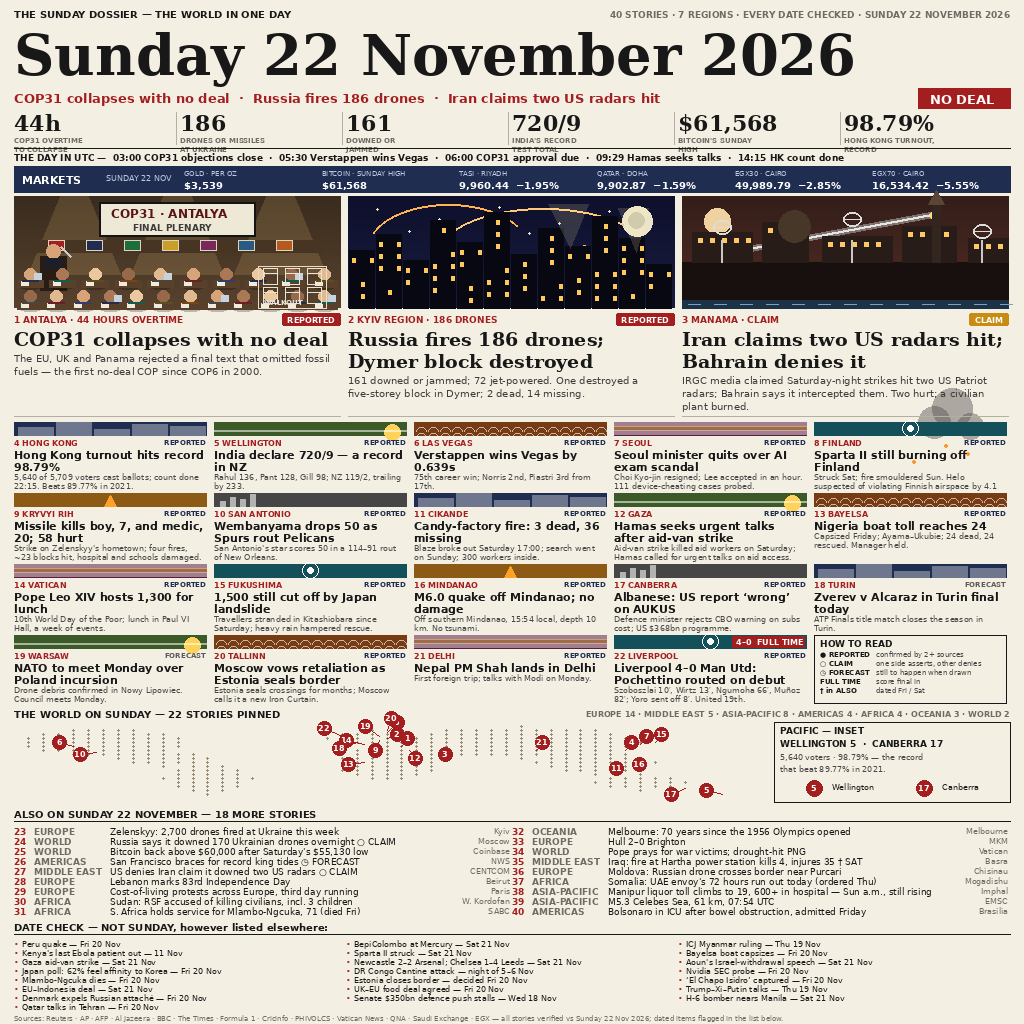 THE SUNDAY DOSSIER — THE WORLD IN ONE DAY
40 STORIES · 7 REGIONS · EVERY DATE CHECKED · SUNDAY 22 NOVEMBER 2026
Sunday 22 November 2026
COP31 collapses with no deal · Russia fires 186 drones · Iran claims two US radars hit
NO DEAL
44h
COP31 OVERTIME
TO COLLAPSE
186
DRONES OR MISSILES
AT UKRAINE
161
DOWNED OR
JAMMED
720/9
INDIA'S RECORD
TEST TOTAL
$61,568
BITCOIN'S SUNDAY
HIGH
98.79%
HONG KONG TURNOUT,
RECORD
THE DAY IN UTC — 03:00 COP31 objections close · 05:30 Verstappen wins Vegas · 06:00 COP31 approval due · 09:29 Hamas seeks talks · 14:15 HK count done
MARKETS
SUNDAY 22 NOV
GOLD · PER OZ
$3,539
BITCOIN · SUNDAY HIGH
$61,568
TASI · RIYADH
9,960.44 −1.95%
QATAR · DOHA
9,902.87 −1.59%
EGX30 · CAIRO
49,989.79 −2.85%
EGX70 · CAIRO
16,534.42 −5.55%
COP31 · ANTALYA
FINAL PLENARY
WALKOUT
1 ANTALYA · 44 HOURS OVERTIME
REPORTED
COP31 collapses with no deal
The EU, UK and Panama rejected a final text that omitted fossil
fuels — the first no-deal COP since COP6 in 2000.
2 KYIV REGION · 186 DRONES
REPORTED
Russia fires 186 drones;
Dymer block destroyed
161 downed or jammed; 72 jet-powered. One destroyed a
five-storey block in Dymer; 2 dead, 14 missing.
3 MANAMA · CLAIM
CLAIM
Iran claims two US radars hit;
Bahrain denies it
IRGC media claimed Saturday-night strikes hit two US Patriot
radars; Bahrain says it intercepted them. Two hurt; a civilian
plant burned.
4 HONG KONG
REPORTED
Hong Kong turnout hits record
98.79%
5,640 of 5,709 voters cast ballots; count done
22:15. Beats 89.77% in 2021.
5 WELLINGTON
REPORTED
India declare 720/9 — a record
in NZ
Rahul 136, Pant 128, Gill 98; NZ 119/2, trailing
by 233.
6 LAS VEGAS
REPORTED
Verstappen wins Vegas by
0.639s
75th career win; Norris 2nd, Piastri 3rd from
17th.
7 SEOUL
REPORTED
Seoul minister quits over AI
exam scandal
Choi Kyo-jin resigned; Lee accepted in an hour.
111 device-cheating cases probed.
8 FINLAND
REPORTED
Sparta II still burning off
Finland
Struck Sat; fire smouldered Sun. Helo
suspected of violating Finnish airspace by 4.1
9 KRYVYI RIH
REPORTED
Missile kills boy, 7, and medic,
20; 58 hurt
Strike on Zelenskyy's hometown; four fires,
~23 blocks hit, hospital and schools damaged.
10 SAN ANTONIO
REPORTED
Wembanyama drops 50 as
Spurs rout Pelicans
San Antonio's star scores 50 in a 114–91 rout
of New Orleans.
11 CIKANDE
REPORTED
Candy-factory fire: 3 dead, 36
missing
Blaze broke out Saturday 17:00; search went
on Sunday; 300 workers inside.
12 GAZA
REPORTED
Hamas seeks urgent talks
after aid-van strike
Aid-van strike killed aid workers on Saturday;
Hamas called for urgent talks on aid access.
13 BAYELSA
REPORTED
Nigeria boat toll reaches 24
Capsized Friday; Ayama-Ukubie; 24 dead, 24
rescued. Manager held.
14 VATICAN
REPORTED
Pope Leo XIV hosts 1,300 for
lunch
10th World Day of the Poor; lunch in Paul VI
Hall, a week of events.
15 FUKUSHIMA
REPORTED
1,500 still cut off by Japan
landslide
Travellers stranded in Kitashiobara since
Saturday; heavy rain hampered rescue.
16 MINDANAO
REPORTED
M6.0 quake off Mindanao; no
damage
Off southern Mindanao, 15:54 local, depth 10
km. No tsunami.
17 CANBERRA
REPORTED
Albanese: US report ‘wrong’
on AUKUS
Defence minister rejects CBO warning on subs
cost; US $368bn programme.
18 TURIN
FORECAST
Zverev v Alcaraz in Turin final
today
ATP Finals title match closes the season in
Turin.
19 WARSAW
FORECAST
NATO to meet Monday over
Poland incursion
Drone debris confirmed in Nowy Lipowiec.
Council meets Monday.
20 TALLINN
REPORTED
Moscow vows retaliation as
Estonia seals border
Estonia seals crossings for months; Moscow
calls it a new Iron Curtain.
21 DELHI
REPORTED
Nepal PM Shah lands in Delhi
First foreign trip; talks with Modi on Monday.
4–0 FULL TIME
22 LIVERPOOL
REPORTED
Liverpool 4–0 Man Utd:
Pochettino routed on debut
Szoboszlai 10′, Wirtz 13′, Ngumoha 66′, Muñoz
82′; Yoro sent off 8′. United 19th.
HOW TO READ
● REPORTED confirmed by 2+ sources
○ CLAIM one side asserts, other denies
◷ FORECAST still to happen when drawn
FULL TIME score final in
† in ALSO dated Fri / Sat
THE WORLD ON SUNDAY — 22 STORIES PINNED
EUROPE 14 · MIDDLE EAST 5 · ASIA-PACIFIC 8 · AMERICAS 4 · AFRICA 4 · OCEANIA 3 · WORLD 2
6
10
22
14
18
13
19
9
20
2
1
12
3
21
11
4
16
7
15
17
5
PACIFIC — INSET
WELLINGTON 5 · CANBERRA 17
5,640 voters · 98.79% — the record
that beat 89.77% in 2021.
5 Wellington
17 Canberra
ALSO ON SUNDAY 22 NOVEMBER — 18 MORE STORIES
23 EUROPE Zelenskyy: 2,700 drones fired at Ukraine this week Kyiv
24 WORLD Russia says it downed 170 Ukrainian drones overnight ○ CLAIM Moscow
25 WORLD Bitcoin back above $60,000 after Saturday's $55,130 low Coinbase
26 AMERICAS San Francisco braces for record king tides ◷ FORECAST NWS
27 MIDDLE EAST US denies Iran claim it downed two US radars ○ CLAIM CENTCOM
28 EUROPE Lebanon marks 83rd Independence Day Beirut
29 EUROPE Cost-of-living protests across Europe, third day running Paris
30 AFRICA Sudan: RSF accused of killing civilians, incl. 3 children W. Kordofan
31 AFRICA S. Africa holds service for Mlambo-Ngcuka, 71 (died Fri) SABC
32 OCEANIA Melbourne: 70 years since the 1956 Olympics opened Melbourne
33 EUROPE Hull 2–0 Brighton MKM
34 WORLD Pope prays for war victims; drought-hit PNG Vatican
35 MIDDLE EAST Iraq: fire at Hartha power station kills 4, injures 35 † SAT Basra
36 EUROPE Moldova: Russian drone crosses border near Purcari Chisinau
37 AFRICA Somalia: UAE envoy's 72 hours run out today (ordered Thu) Mogadishu
38 ASIA-PACIFIC Manipur liquor toll climbs to 19, 600+ in hospital — Sun a.m., still rising Imphal
39 ASIA-PACIFIC M5.3 Celebes Sea, 61 km, 07:54 UTC EMSC
40 AMERICAS Bolsonaro in ICU after bowel obstruction, admitted Friday Brasilia
DATE CHECK — NOT SUNDAY, however listed elsewhere:
• Peru quake — Fri 20 Nov
• Kenya's last Ebola patient out — 11 Nov
• Gaza aid-van strike — Sat 21 Nov
• Japan poll: 62% feel affinity to Korea — Fri 20 Nov
• Mlambo-Ngcuka dies — Fri 20 Nov
• EU–Indonesia deal — Sat 21 Nov
• Denmark expels Russian attaché — Fri 20 Nov
• Qatar talks in Tehran — Fri 20 Nov
• BepiColombo at Mercury — Sat 21 Nov
• Sparta II struck — Sat 21 Nov
• Newcastle 2–2 Arsenal; Chelsea 1–4 Leeds — Sat 21 Nov
• DR Congo Cantine attack — night of 5–6 Nov
• Estonia closes border — decided Fri 20 Nov
• UK–EU food deal agreed — Fri 20 Nov
• Senate $350bn defence push stalls — Wed 18 Nov
• ICJ Myanmar ruling — Thu 19 Nov
• Bayelsa boat capsizes — Fri 20 Nov
• Aoun's Israel-withdrawal speech — Sat 21 Nov
• Nvidia SEC probe — Fri 20 Nov
• 'El Chapo Isidro' captured — Fri 20 Nov
• Trump–Xi–Putin talks — Thu 19 Nov
• H-6 bomber nears Manila — Sat 21 Nov
Sources: Reuters · AP · AFP · Al Jazeera · BBC · The Times · Formula 1 · Cricinfo · PHIVOLCS · Vatican News · QNA · Saudi Exchange · EGX — all stories verified vs Sunday 22 Nov 2026; dated items flagged in the list below.